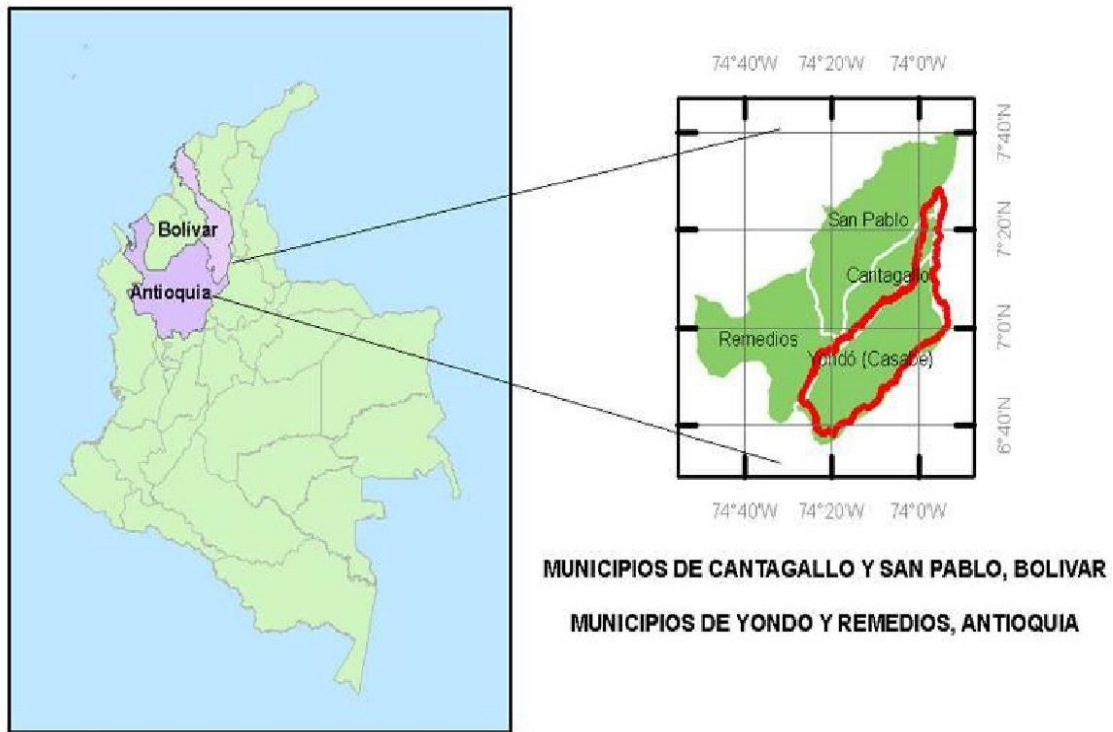 Bolívar
Antioquia
74°40'W 74°20'W 74°0'W
7°40'N
7°20'N
7°0'N
6°40'N
San Pablo
Cantagallo
Remedios
Yondó (Casabe)
74°40'W 74°20'W 74°0'W
MUNICIPIOS DE CANTAGALLO Y SAN PABLO, BOLIVAR
MUNICIPIOS DE YONDO Y REMEDIOS, ANTIOQUIA